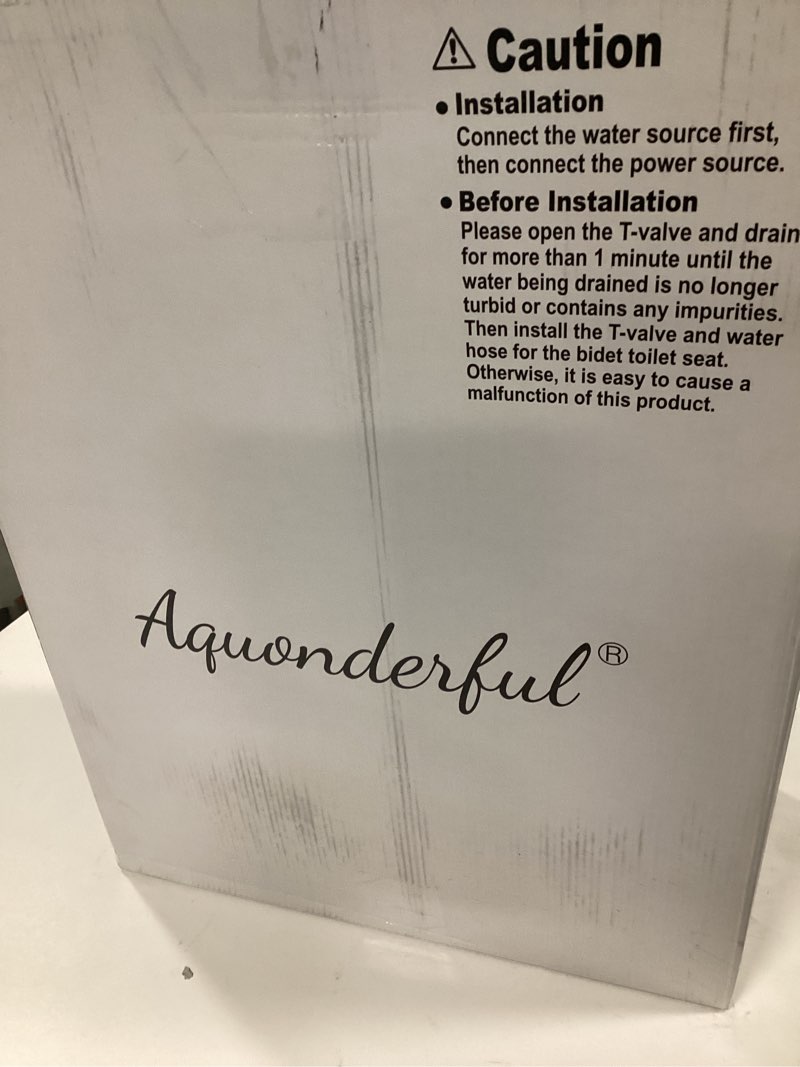 ⚠ Caution
• Installation
Connect the water source first,
then connect the power source.
• Before Installation
Please open the T-valve and drain
for more than 1 minute until the
water being drained is no longer
turbid or contains any impurities.
Then install the T-valve and water
hose for the bidet toilet seat.
Otherwise, it is easy to cause a
malfunction of this product.
Aquonderful®